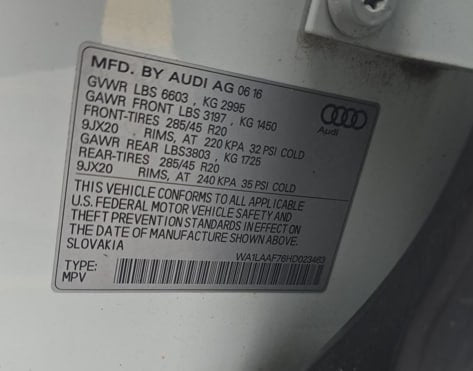 MFD. BY AUDI AG 06 16
GVWR LBS 6603 , KG 2995
GAWR FRONT LBS 3197 , KG 1450
FRONT-TIRES 285/45 R20
9JX20 RIMS, AT 220 KPA 32 PSI COLD
GAWR REAR LBS3803 , KG 1725
REAR-TIRES 285/45 R20
9JX20 RIMS, AT 240 KPA 35 PSI COLD
Audi
THIS VEHICLE CONFORMS TO ALL APPLICABLE
U.S. FEDERAL MOTOR VEHICLE SAFETY AND
THEFT PREVENTION STANDARDS IN EFFECT ON
THE DATE OF MANUFACTURE SHOWN ABOVE.
SLOVAKIA
WA1LAAF76HD023463
TYPE:
MPV